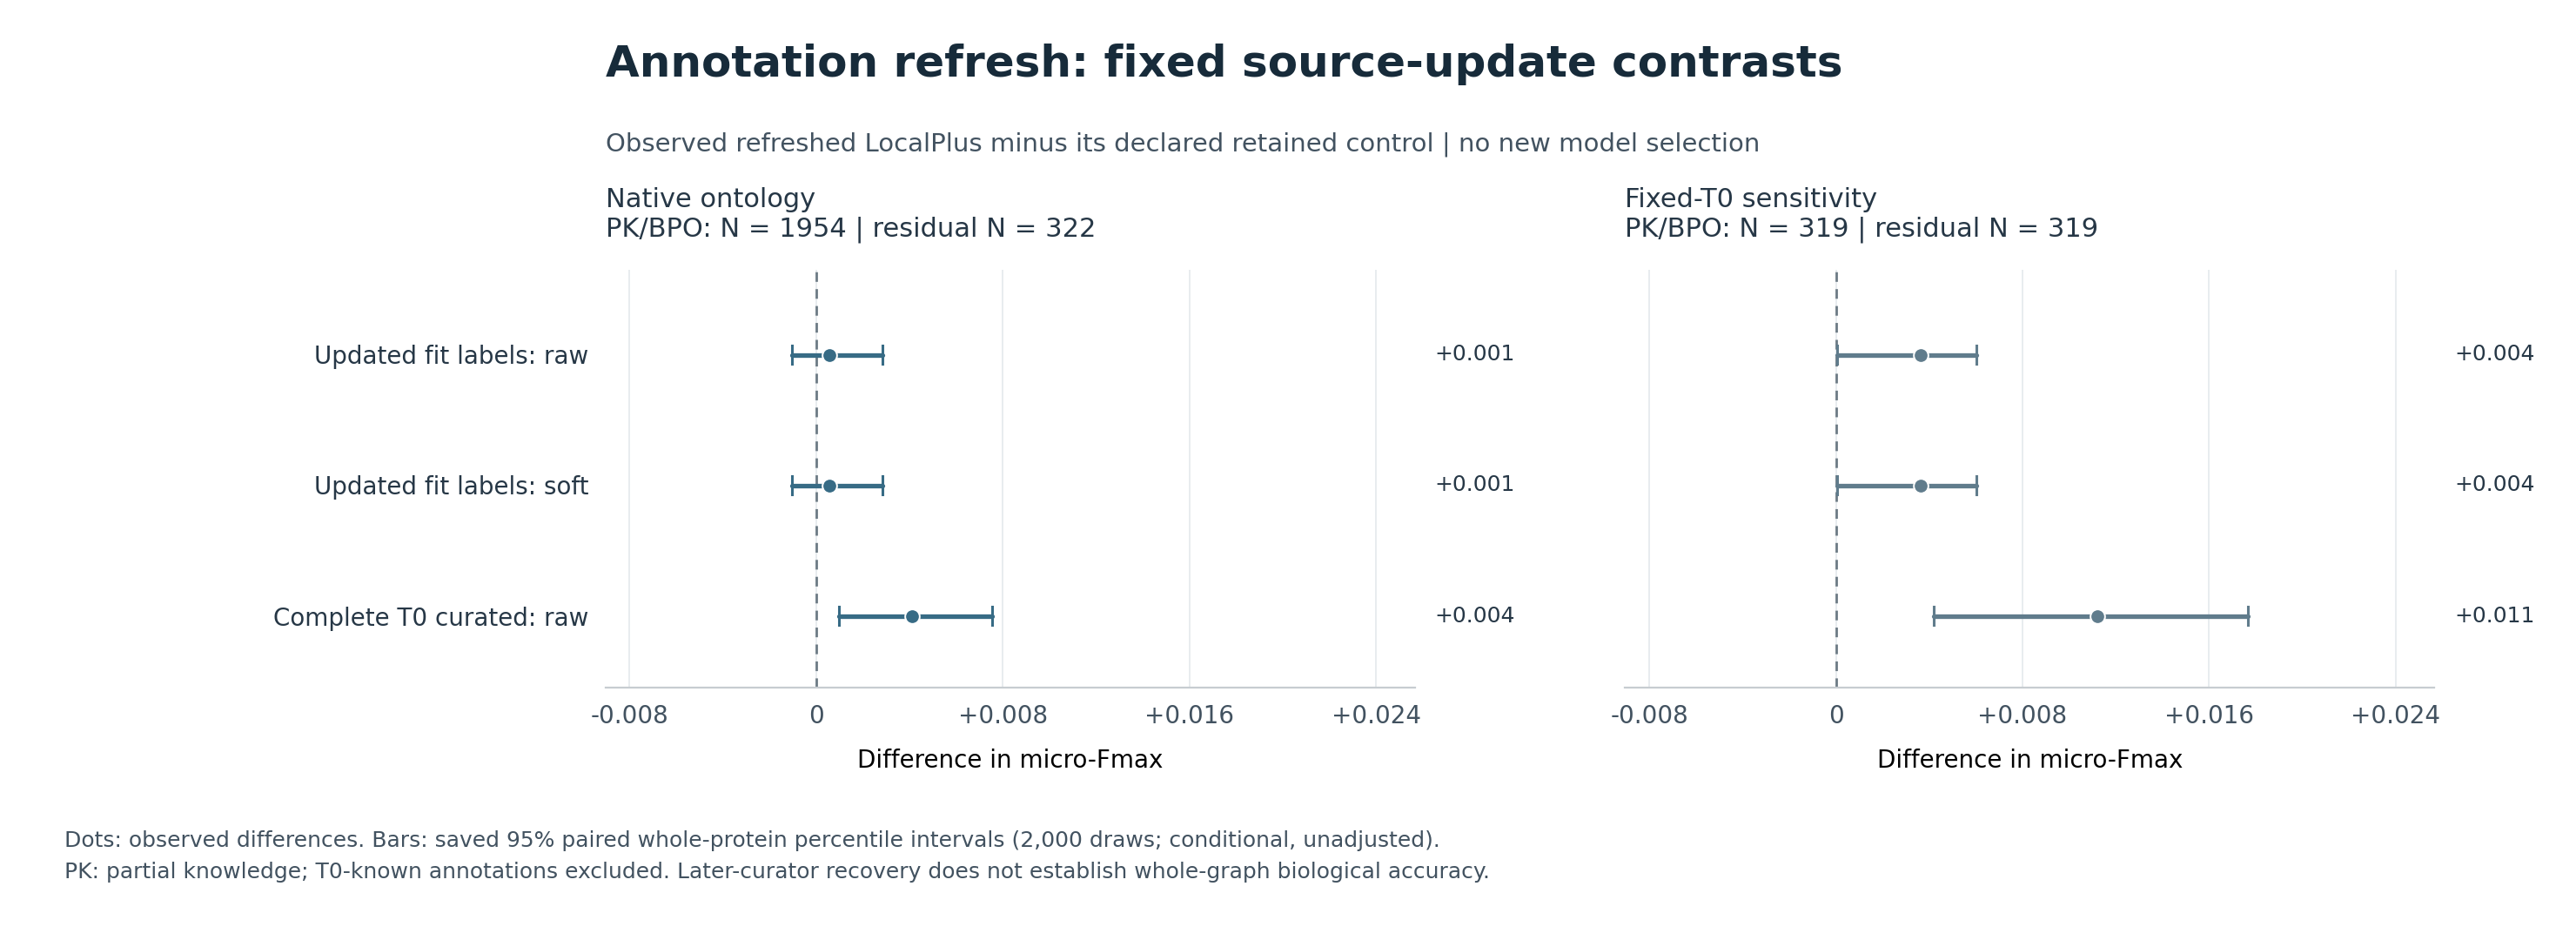 Annotation refresh: fixed source-update contrasts
Observed refreshed LocalPlus minus its declared retained control | no new model selection
Native ontology
PK/BPO: N = 1954 | residual N = 322
Fixed-T0 sensitivity
PK/BPO: N = 319 | residual N = 319
Updated fit labels: raw
+0.001
+0.004
Updated fit labels: soft
+0.001
+0.004
Complete T0 curated: raw
+0.004
+0.011
-0.008 0 +0.008 +0.016 +0.024
-0.008 0 +0.008 +0.016 +0.024
Difference in micro-Fmax
Difference in micro-Fmax
Dots: observed differences. Bars: saved 95% paired whole-protein percentile intervals (2,000 draws; conditional, unadjusted).
PK: partial knowledge; T0-known annotations excluded. Later-curator recovery does not establish whole-graph biological accuracy.